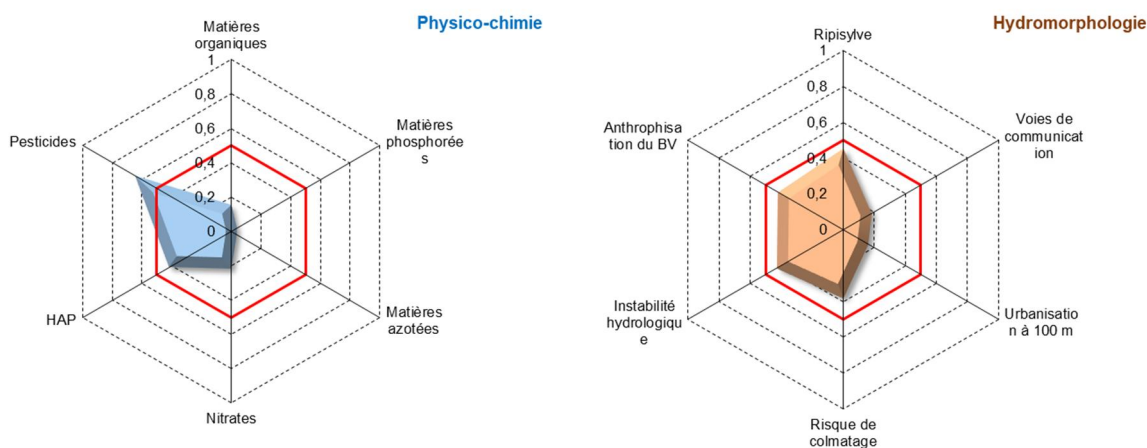 Physico-chimie
Matières
organiques
1
0,8
0,6
0,4
0,2
0
Matières
phosphorée
s
Matières
azotées
Nitrates
HAP
Pesticides
Hydromorphologie
Ripisylve
1
0,8
0,6
0,4
0,2
0
Voies de
communicat
ion
Urbanisatio
n à 100 m
Risque de
colmatage
Instabilité
hydrologiqu
e
Anthrophisa
tion du BV